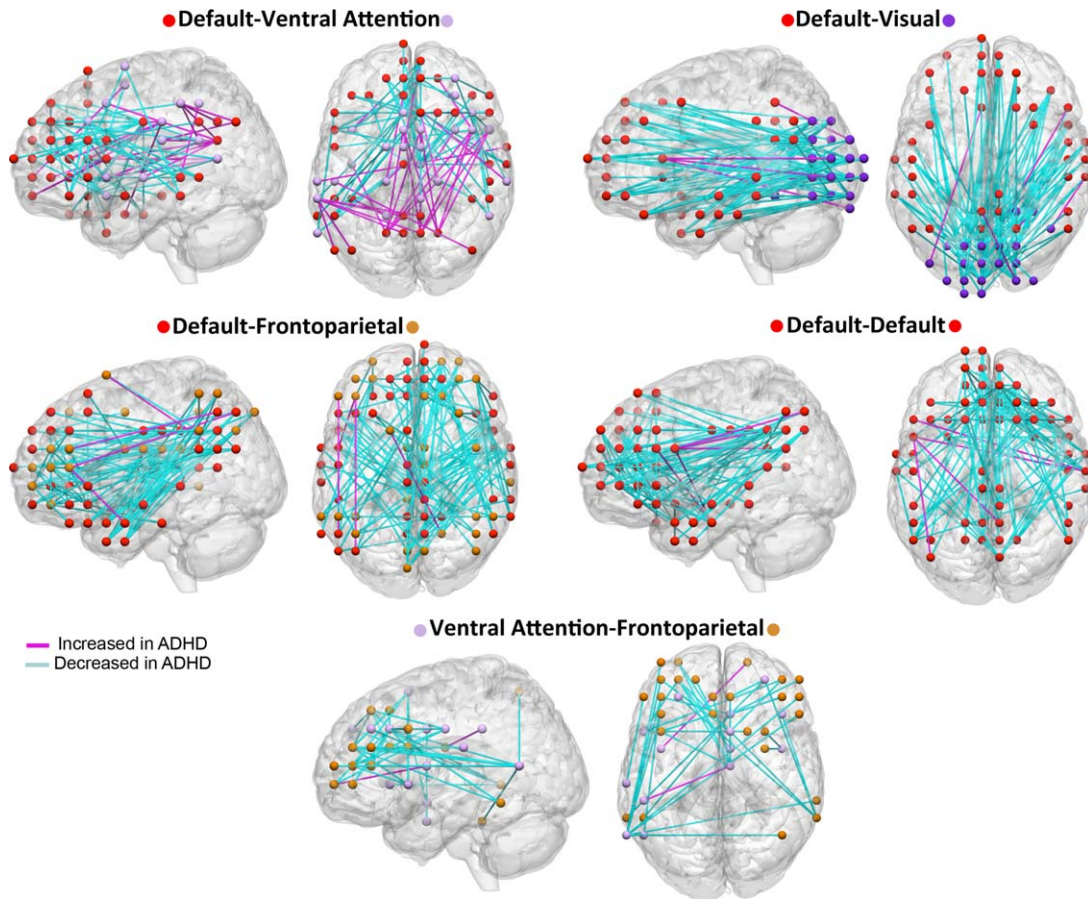 Default-Ventral Attention
Default-Visual
Default-Frontoparietal
Default-Default
Increased in ADHD
Decreased in ADHD
Ventral Attention-Frontoparietal